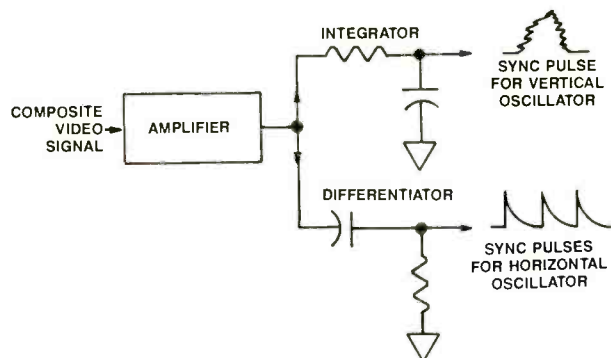 INTEGRATOR
SYNC PULSE
FOR VERTICAL
OSCILLATOR
COMPOSITE
VIDEO
SIGNAL
AMPLIFIER
DIFFERENTIATOR
SYNC PULSES
FOR HORIZONTAL
OSCILLATOR